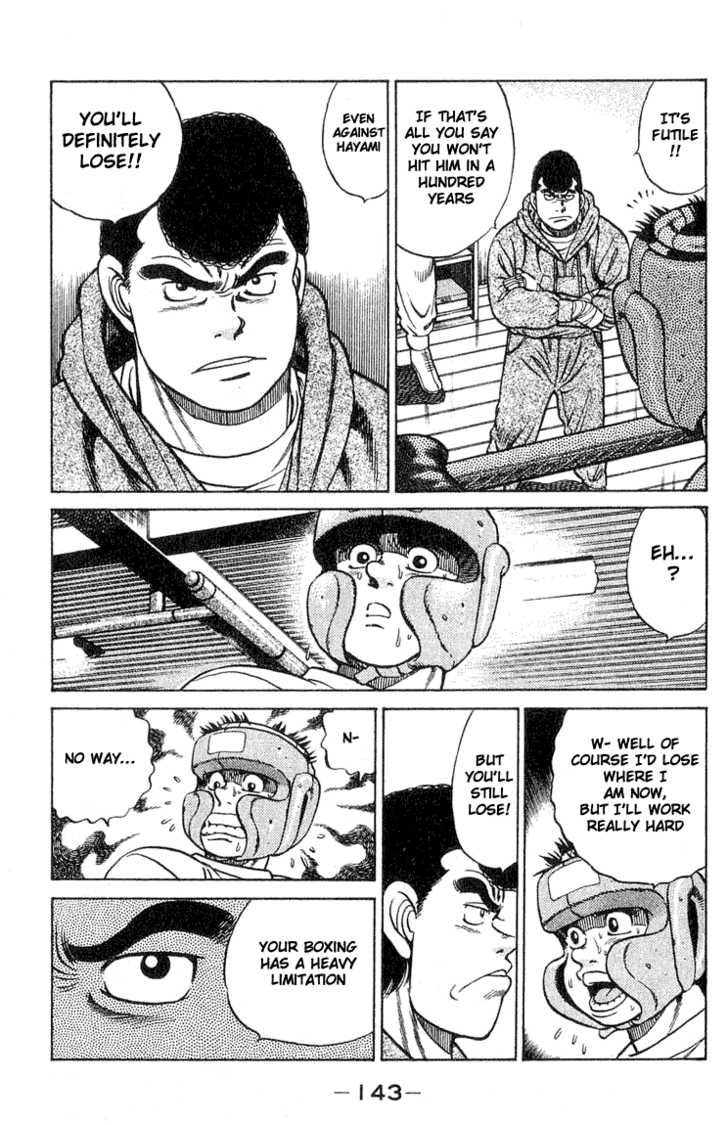 IT'S
FUTILE
!!
IF THAT'S
ALL YOU SAY
YOU WON'T
HIT HIM IN A
HUNDRED
YEARS
EVEN
AGAINST
HAYAMI
YOU'LL
DEFINITELY
LOSE!!
EH...
?
W- WELL OF
COURSE I'D LOSE
WHERE I
AM NOW,
BUT I'LL WORK
REALLY HARD
BUT
YOU'LL
STILL
LOSE!
N-
NO WAY...
YOUR BOXING
HAS A HEAVY
LIMITATION
—143—